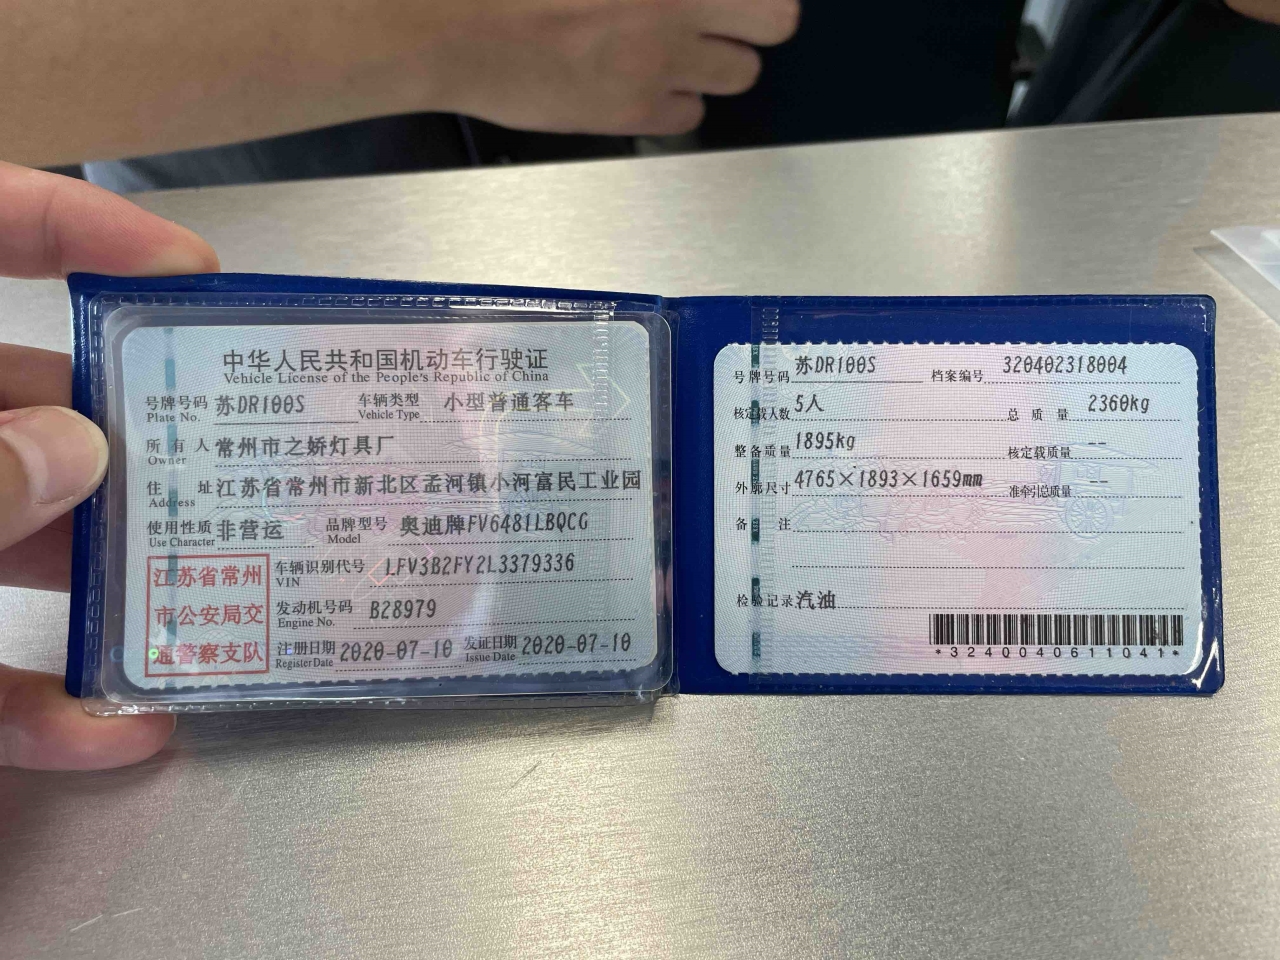 中华人民共和国机动车行驶证
Vehicle License of the People's Republic of China
号牌号码 苏DR100S 车辆类型 小型普通客车
Plate No. Vehicle Type
所有人 常州市之娇灯具厂
Owner
住址 江苏省常州市新北区孟河镇小河富民工业园
Address
使用性质 非营运 品牌型号 奥迪牌FV6481LBQCG
Use Character Model
江苏省常州
市公安局交
通警察支队
车辆识别代号 LFV3B2FY2L3379336
VIN
发动机号码 B28979
Engine No.
注册日期 2020-07-10 发证日期 2020-07-10
Register Date Issue Date
号牌号码 苏DR100S 档案编号 320402318004
核定载人数 5人 总质量 2360kg
整备质量 1895kg 核定载质量 --
外廓尺寸 4765×1893×1659mm 准牵引总质量 --
备注
检验记录 汽油
*3240040611041*